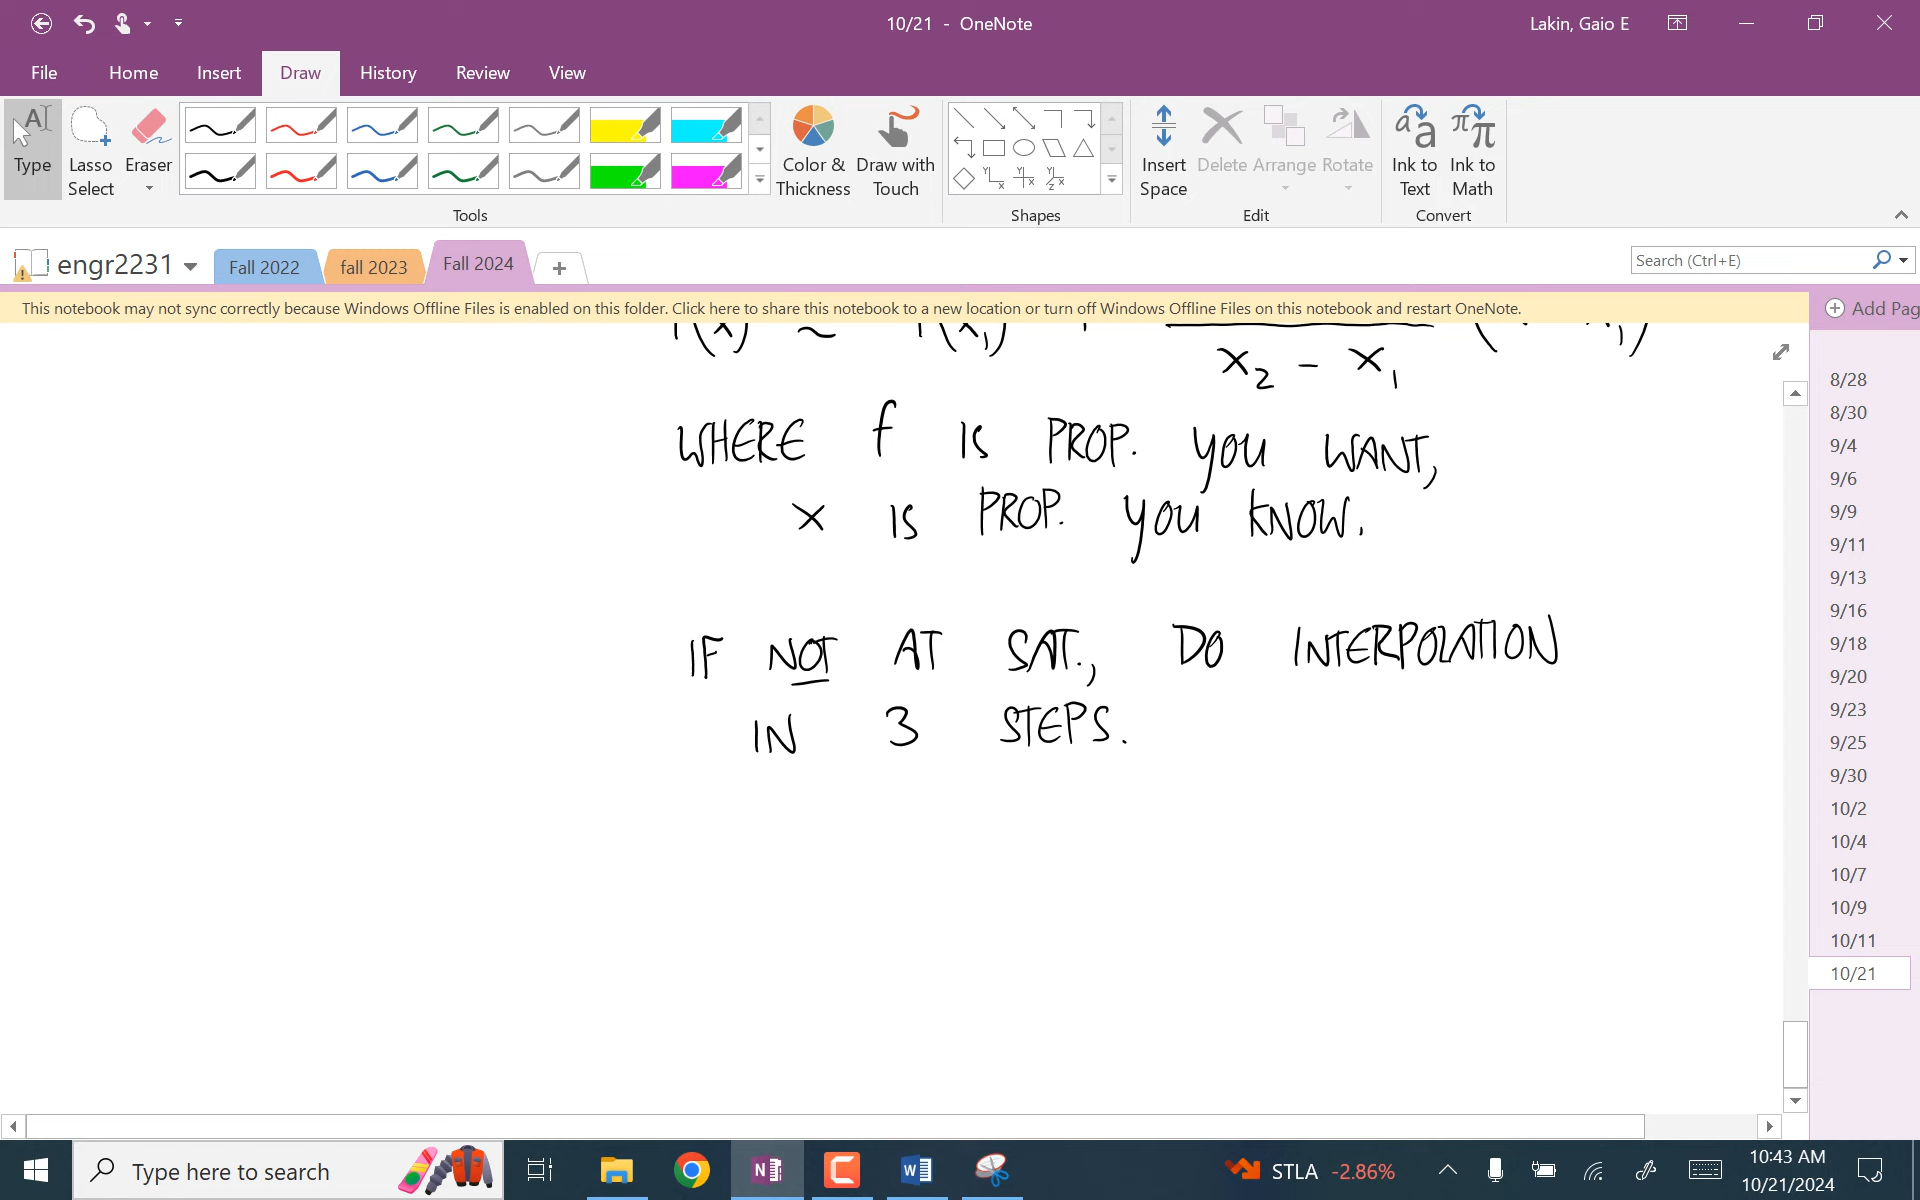 10/21 - OneNote
Lakin, Gaio E
File Home Insert Draw History Review View
Type
Lasso Select
Eraser
Color & Thickness
Draw with Touch
Insert Space
Delete
Arrange
Rotate
Ink to Text
Ink to Math
Tools Shapes Edit Convert
engr2231
Fall 2022
fall 2023
Fall 2024
Search (Ctrl+E)
This notebook may not sync correctly because Windows Offline Files is enabled on this folder. Click here to share this notebook to a new location or turn off Windows Offline Files on this notebook and restart OneNote.
Add Pag
f(x) ≈ f(x₁) +
x₂ - x₁
WHERE f IS PROP. YOU WANT,
x IS PROP. YOU KNOW.
IF NOT AT SAT., DO INTERPOLATION
IN 3 STEPS.
8/28
8/30
9/4
9/6
9/9
9/11
9/13
9/16
9/18
9/20
9/23
9/25
9/30
10/2
10/4
10/7
10/9
10/11
10/21
Type here to search
STLA -2.86%
10:43 AM
10/21/2024